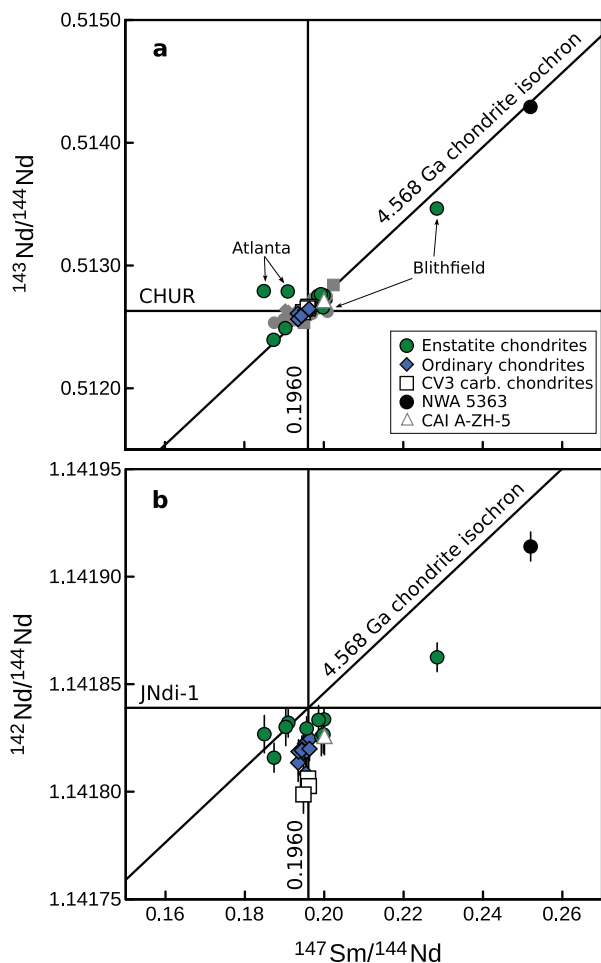 0.5150
a
0.5140
4.568 Ga chondrite isochron
143Nd/144Nd
0.5130
Atlanta
Blithfield
CHUR
0.5120
0.1960
Enstatite chondrites
Ordinary chondrites
CV3 carb. chondrites
NWA 5363
CAI A-ZH-5
1.14195
b
1.14190
4.568 Ga chondrite isochron
142Nd/144Nd
1.14185
JNdi-1
1.14180
0.1960
1.14175
0.16 0.18 0.20 0.22 0.24 0.26
147Sm/144Nd